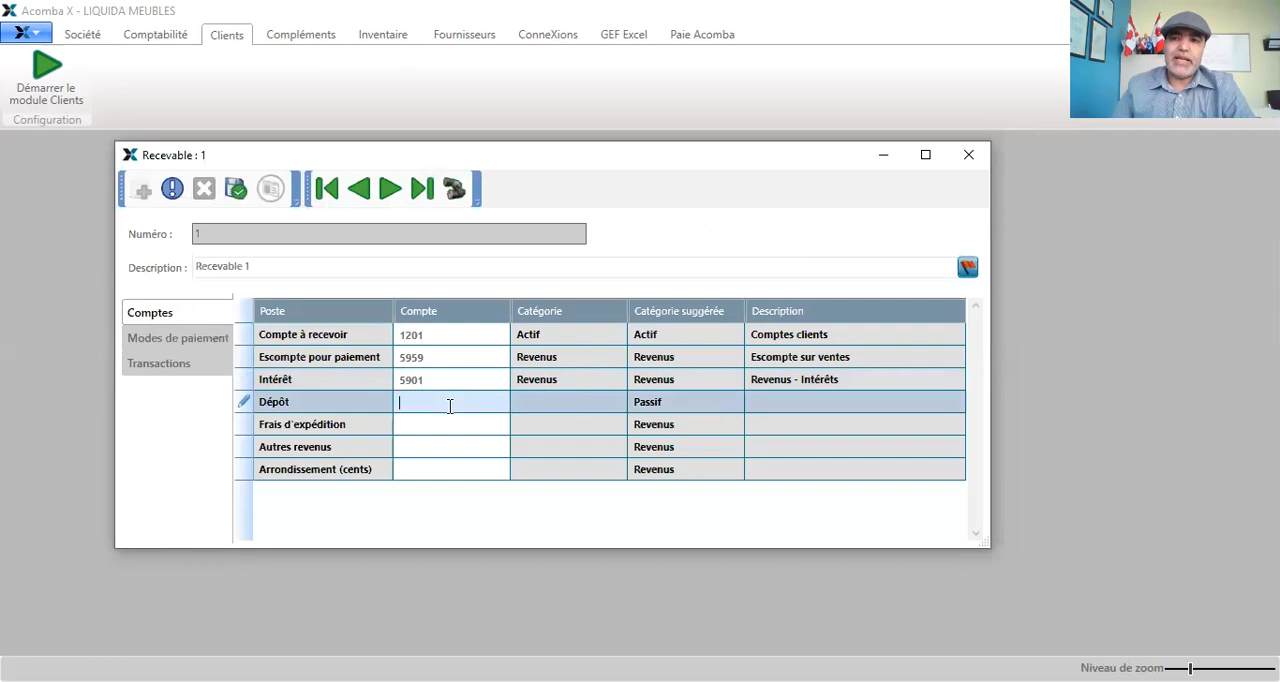 Acomba X - LIQUIDA MEUBLES
Société Comptabilité Clients Compléments Inventaire Fournisseurs ConneXions GEF Excel Paie Acomba
Démarrer le
module Clients
Configuration
Recevable : 1
Numéro : 1
Description : Recevable 1
Comptes
Modes de paiement
Transactions
Poste Compte Catégorie Catégorie suggérée Description
Compte à recevoir 1201 Actif Actif Comptes clients
Escompte pour paiement 5959 Revenus Revenus Escompte sur ventes
Intérêt 5901 Revenus Revenus Revenus - Intérêts
Dépôt Passif
Frais d'expédition Revenus
Autres revenus Revenus
Arrondissement (cents) Revenus
Niveau de zoom